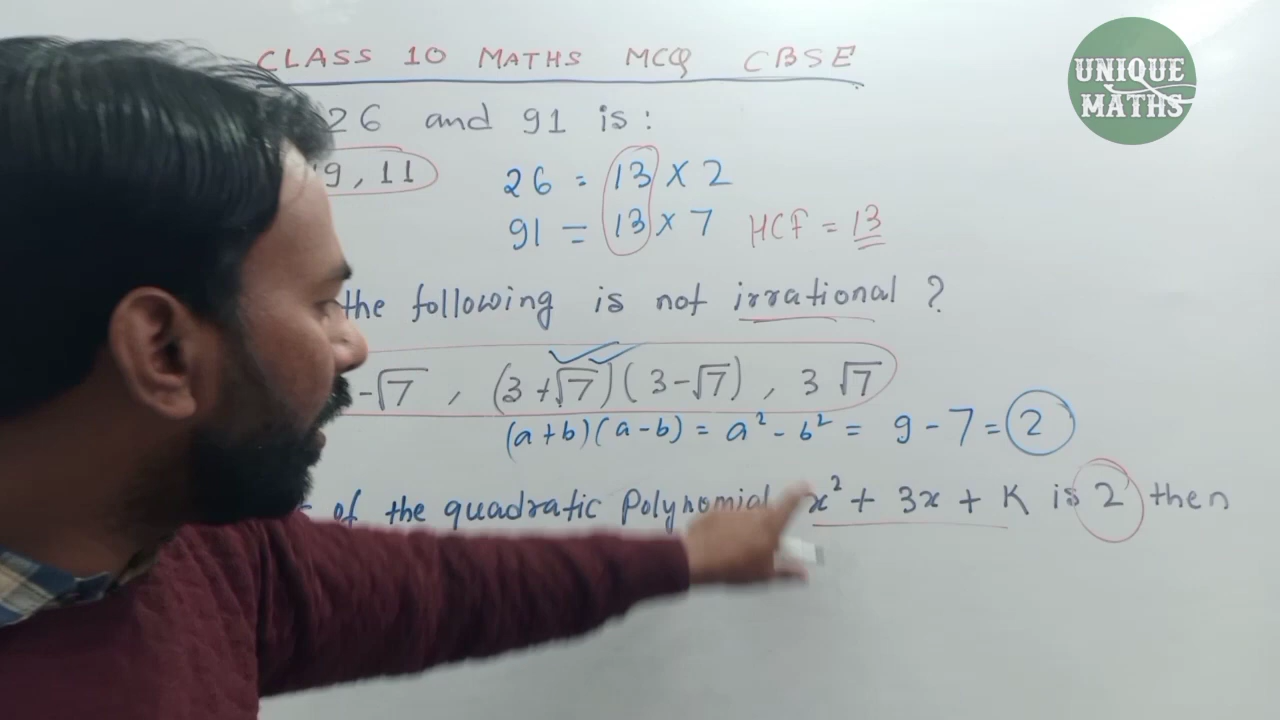 CLASS 10 MATHS MCQ CBSE
UNIQUE
MATHS
26 and 91 is :
9 , 11
26 = 13 × 2
91 = 13 × 7 HCF = 13
the following is not irrational ?
-√7 , (3 + √7)(3 - √7) , 3 √7
(a + b)(a - b) = a² - b² = 9 - 7 = 2
of the quadratic Polynomial x² + 3x + K is 2 then